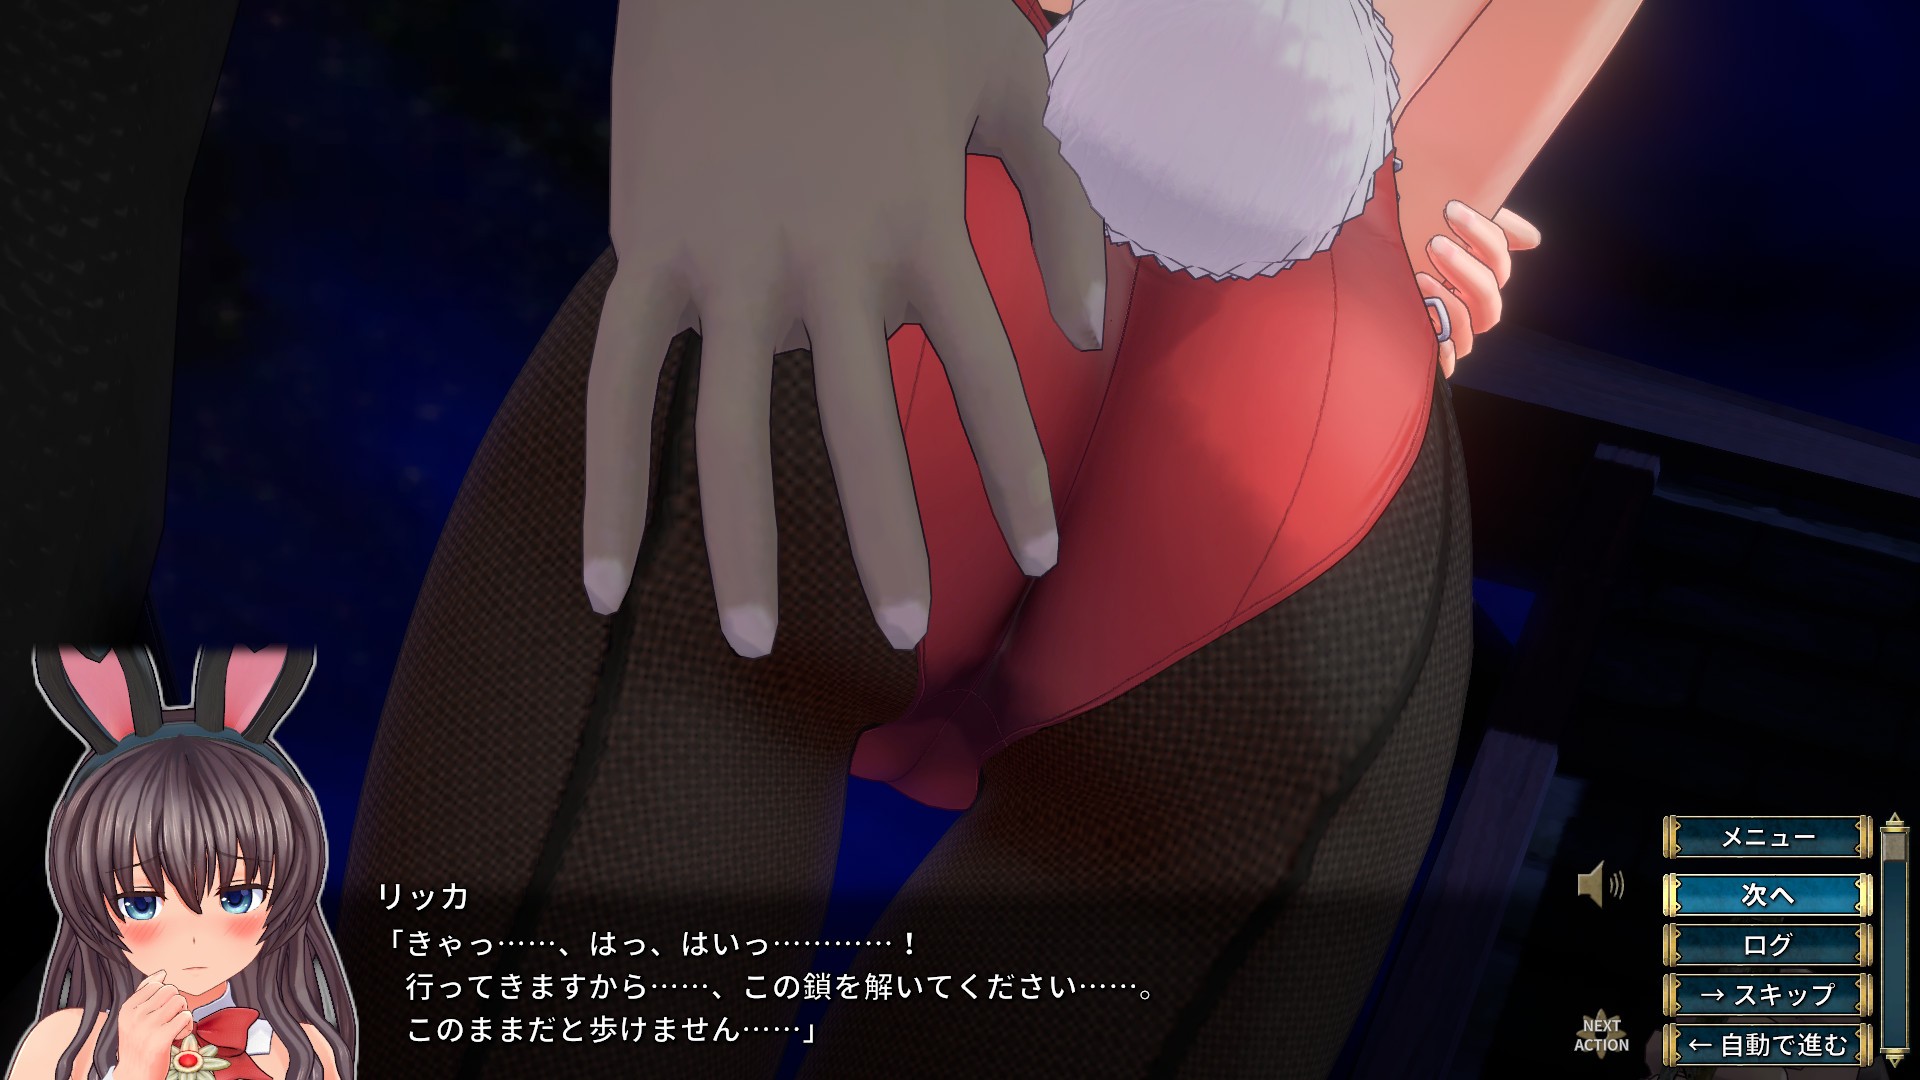 リッカ
「きゃっ……、はっ、はいっ…………！
行ってきますから……、この鎖を解いてください……。
このままだと歩けません……」
メニュー
次へ
ログ
→ スキップ
← 自動で進む
NEXT
ACTION